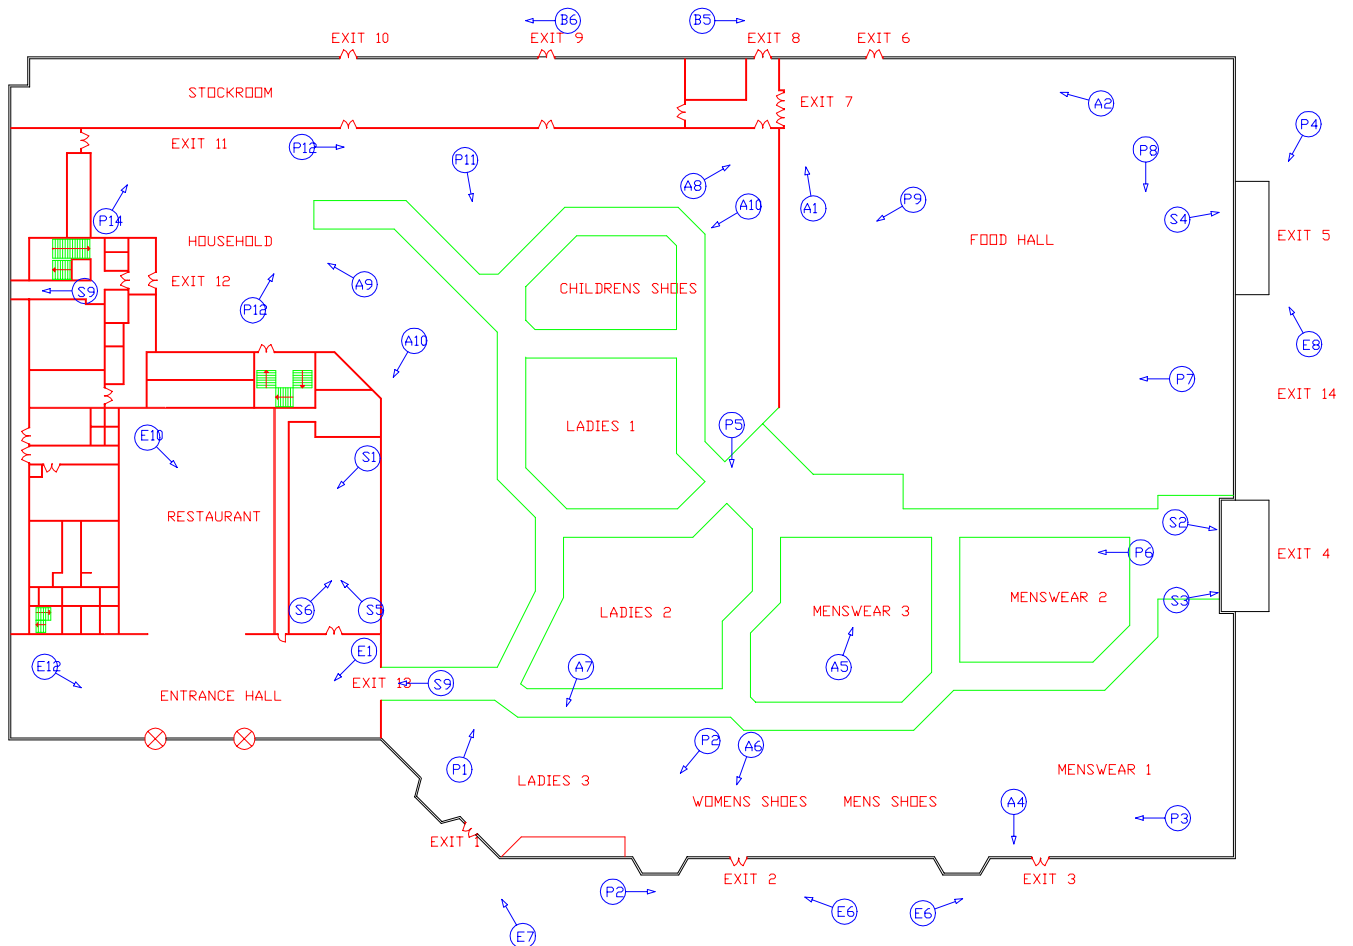 B6
B5
EXIT 10
EXIT 9
EXIT 8
EXIT 6
STOCKROOM
EXIT 7
A2
P4
EXIT 11
P12
P11
P8
A8
A10
A1
P9
P14
S4
HOUSEHOLD
FOOD HALL
EXIT 5
EXIT 12
S9
A9
CHILDRENS SHOES
P12
A10
E8
P7
EXIT 14
LADIES 1
P5
E10
S1
RESTAURANT
S2
P6
EXIT 4
S6
S5
LADIES 2
MENSWEAR 3
MENSWEAR 2
S3
E1
E12
A7
A5
EXIT 13
S9
ENTRANCE HALL
P1
P2
A6
LADIES 3
MENSWEAR 1
WOMENS SHOES
MENS SHOES
A4
P3
EXIT 1
EXIT 2
EXIT 3
P2
E6
E6
E7